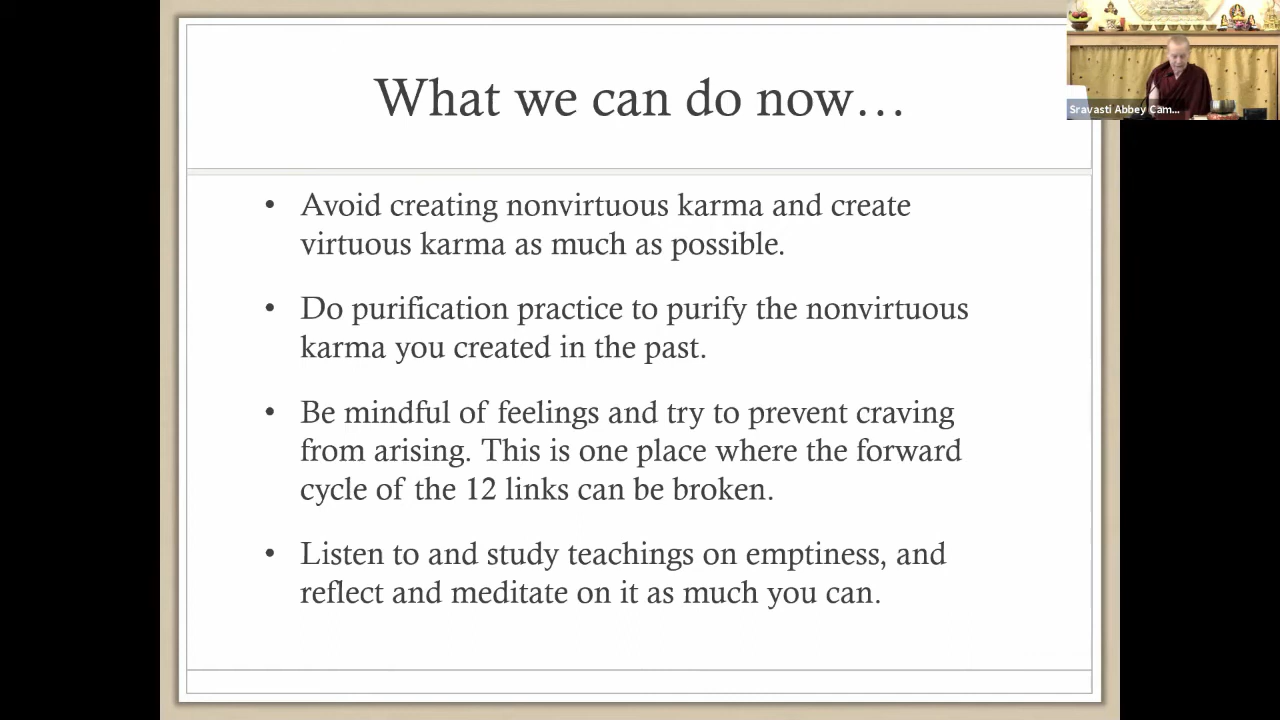 What we can do now…
Sravasti Abbey Cam...
• Avoid creating nonvirtuous karma and create
virtuous karma as much as possible.
• Do purification practice to purify the nonvirtuous
karma you created in the past.
• Be mindful of feelings and try to prevent craving
from arising. This is one place where the forward
cycle of the 12 links can be broken.
• Listen to and study teachings on emptiness, and
reflect and meditate on it as much you can.